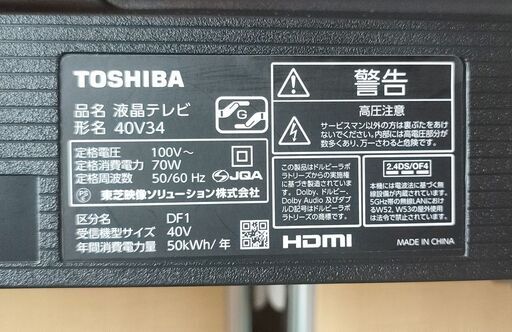 TOSHIBA
品名 液晶テレビ
形名 40V34
定格電圧 100V～
定格消費電力 70W
定格周波数 50/60 Hz
JQA
東芝映像ソリューション株式会社
区分名 DF1
受信機型サイズ 40V
年間消費電力量 50kWh/年
G
警告
高圧注意
サービスマン以外の方は裏ぶたをあけ
ないでください。内部には高電圧部分が
数多くあり、万一さわると危険です。
この製品はドルビーラボ
ラトリーズからの実施権
に基づき製造されていま
す。Dolby、ドルビー、
Dolby Audio 及びダブル
D記号はドルビーラボラ
トリーズの商標です。
2.4DS/OF4
本機には電波法に基づく無
線設備が内蔵されています。
5GHz帯の無線LANにおけ
るW52、W53の屋外使用
は法令で禁止されています。
HDMI
MADE IN CHINA